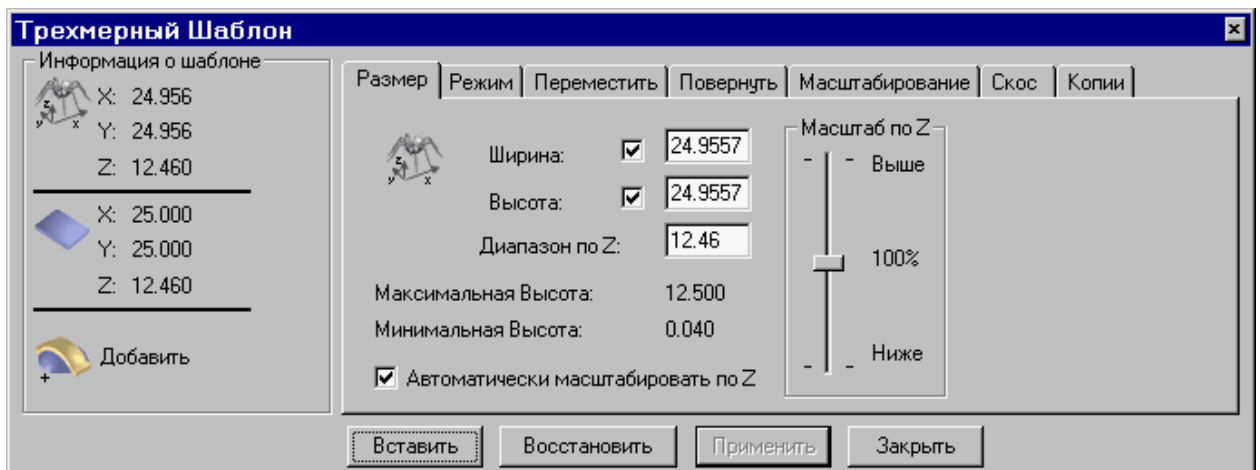 Трехмерный Шаблон
Информация о шаблоне
X: 24.956
Y: 24.956
Z: 12.460
X: 25.000
Y: 25.000
Z: 12.460
Добавить
Размер Режим Переместить Повернуть Масштабирование Скос Копии
Ширина: 24.9557
Высота: 24.9557
Диапазон по Z: 12.46
Максимальная Высота: 12.500
Минимальная Высота: 0.040
Автоматически масштабировать по Z
Масштаб по Z
Выше
100%
Ниже
Вставить Восстановить Применить Закрыть